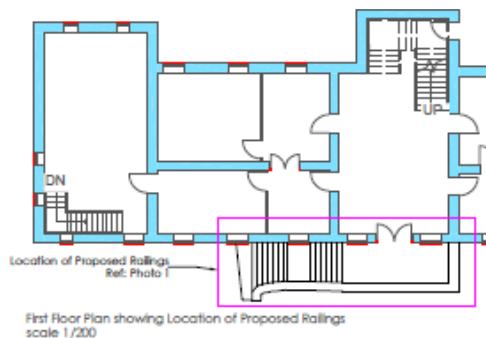 UP
DN
Location of Proposed Railings
Ref: Photo 1
First Floor Plan showing Location of Proposed Railings
scale 1/200